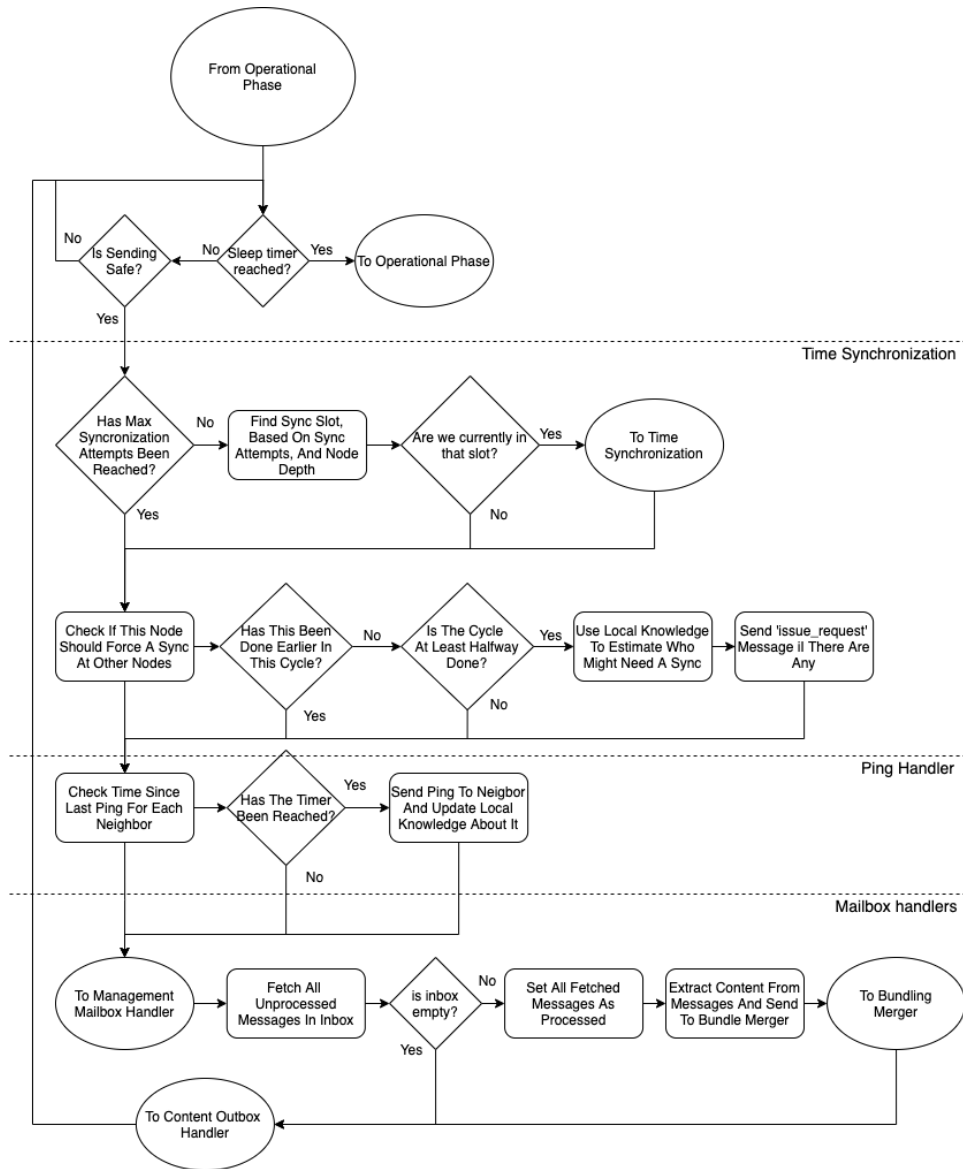 From Operational
Phase
No
Is Sending
Safe?
No
Sleep timer
reached?
Yes
To Operational Phase
Yes
Time Synchronization
Has Max
Syncronization
Attempts Been
Reached?
No
Find Sync Slot,
Based On Sync
Attempts, And Node
Depth
Are we currently in
that slot?
Yes
To Time
Synchronization
Yes
No
Check If This Node
Should Force A Sync
At Other Nodes
Has This Been
Done Earlier In
This Cycle?
No
Is The Cycle
At Least Halfway
Done?
Yes
Use Local Knowledge
To Estimate Who
Might Need A Sync
Send 'issue_request'
Message iI There Are
Any
Yes
No
Ping Handler
Check Time Since
Last Ping For Each
Neighbor
Has The Timer
Been Reached?
Yes
Send Ping To Neigbor
And Update Local
Knowledge About It
No
Mailbox handlers
To Management
Mailbox Handler
Fetch All
Unprocessed
Messages In Inbox
is inbox
empty?
No
Set All Fetched
Messages As
Processed
Extract Content From
Messages And Send
To Bundle Merger
To Bundling
Merger
Yes
To Content Outbox
Handler